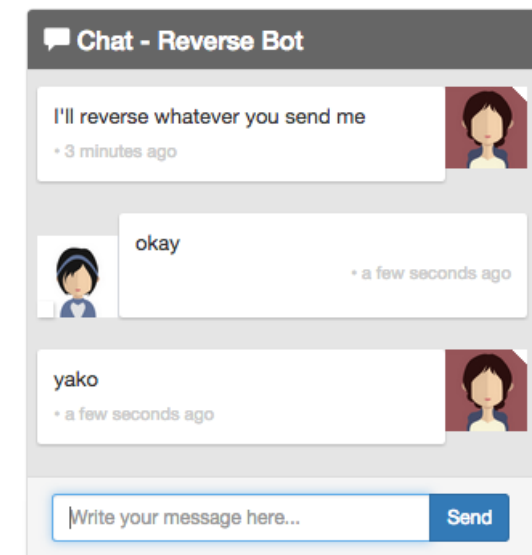 Chat - Reverse Bot
I'll reverse whatever you send me
• 3 minutes ago
okay
• a few seconds ago
yako
• a few seconds ago
Write your message here...
Send